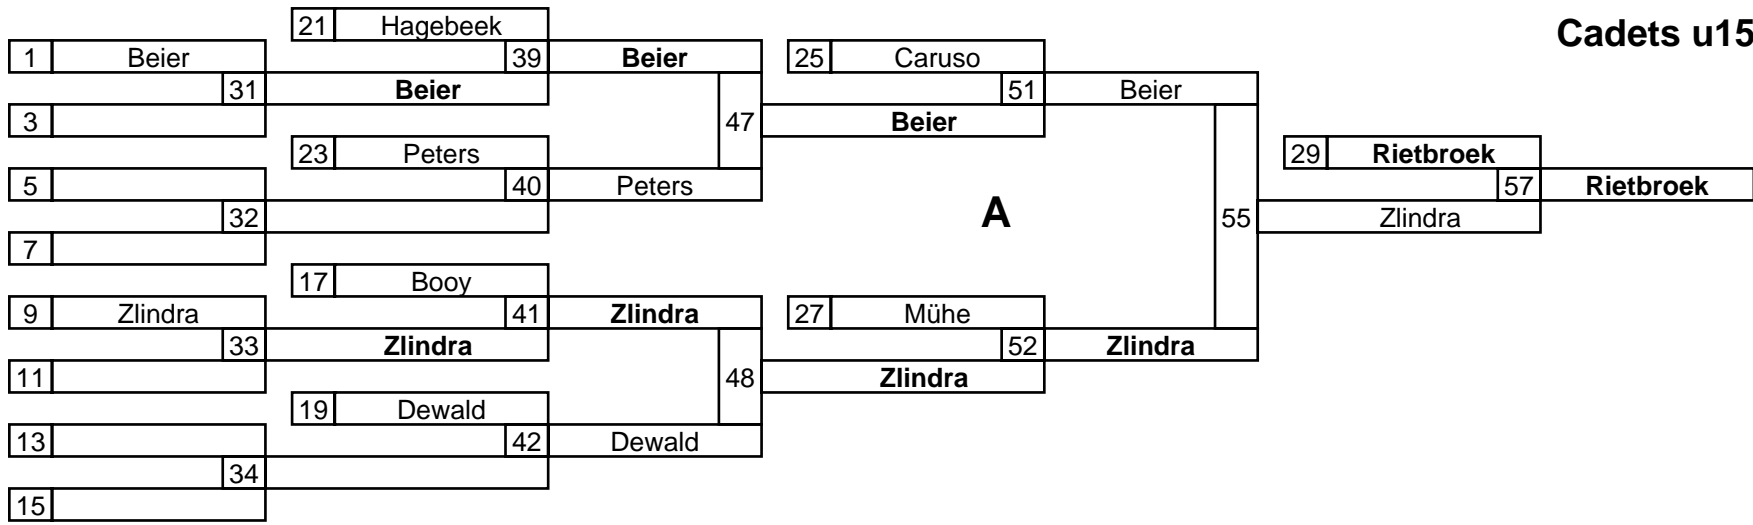 21 Hagebeek
Cadets u15
1 Beier 39 Beier 25 Caruso
31 Beier 51 Beier
3 47 Beier
23 Peters 29 Rietbroek
5 40 Peters 57 Rietbroek
32 A 55 Zlindra
7
17 Booy
9 Zlindra 41 Zlindra 27 Mühe
33 Zlindra 52 Zlindra
11 48 Zlindra
19 Dewald
13 42 Dewald
34
15